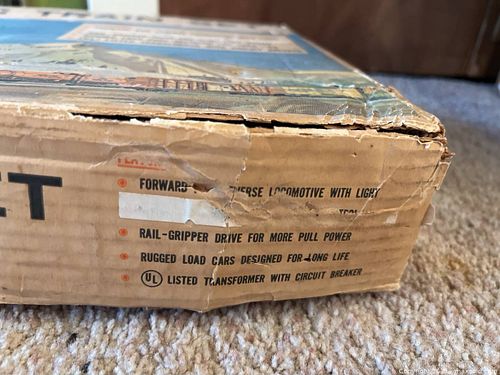 FORWARD- EVERSE LOCOMOTIVE WITH LIGHT
RAIL-GRIPPER DRIVE FOR MORE PULL POWER
RUGGED LOAD CARS DESIGNED FOR LONG LIFE
UL LISTED TRANSFORMER WITH CIRCUIT BREAKER
ET